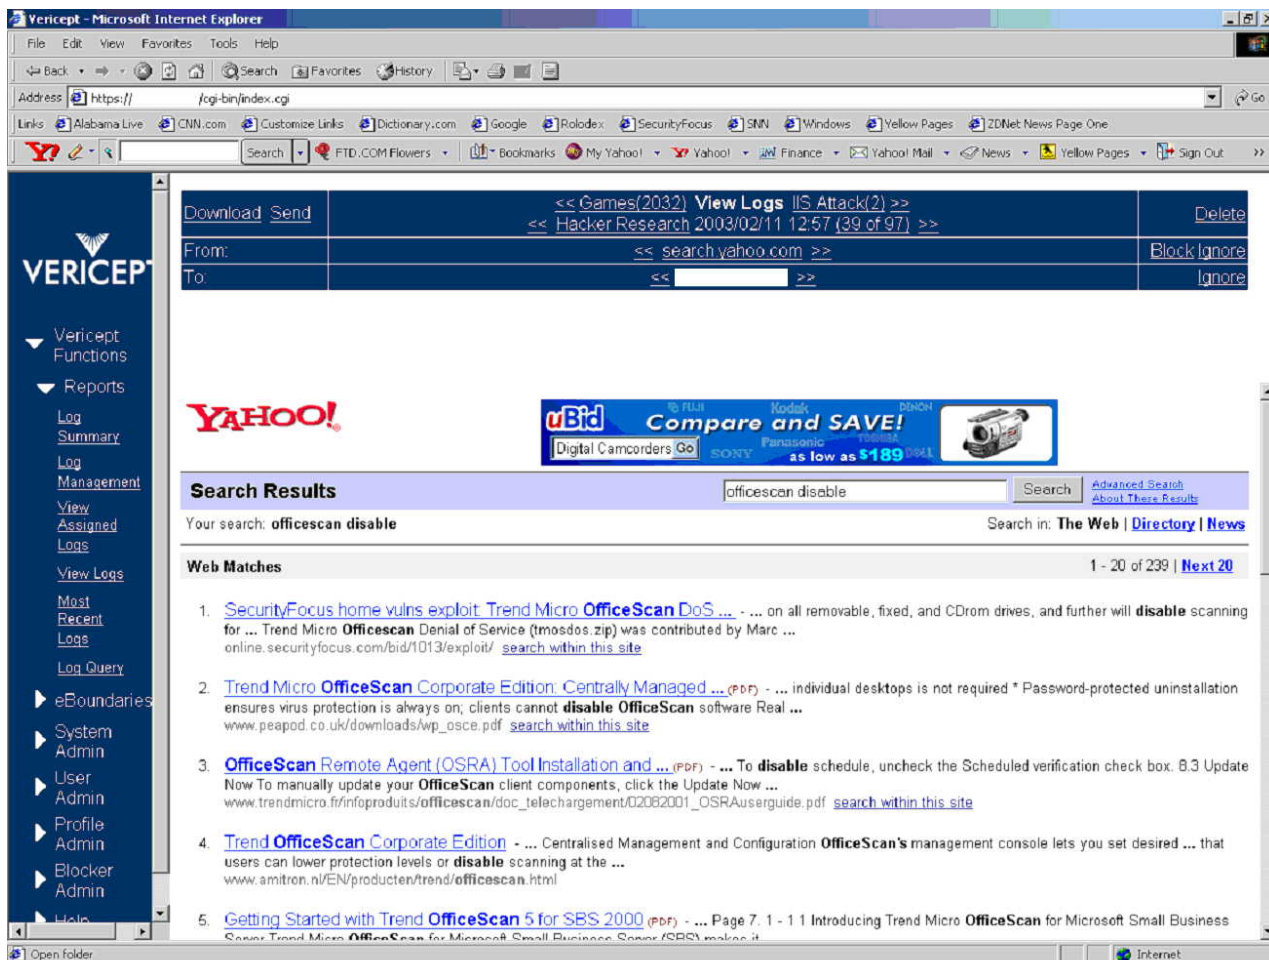 Vericept - Microsoft Internet Explorer
File Edit View Favorites Tools Help
Back Search Favorites History
Address https:// /cgi-bin/index.cgi Go
Links Alabama Live CNN.com Customize Links Dictionary.com Google Rolodex SecurityFocus SNN Windows Yellow Pages ZDNet News Page One
Y? Search FTD.COM Flowers Bookmarks My Yahoo! Yahoo! Finance Yahoo! Mail News Yellow Pages Sign Out >>
Download Send << Games(2032) View Logs IIS Attack(2) >> Delete
<< Hacker Research 2003/02/11 12:57 (39 of 97) >>
From: << search.yahoo.com >> Block Ignore
To: << >> Ignore
VERICEPT
Vericept
Functions
Reports
Log
Summary
Log
Management
View
Assigned
Logs
View Logs
Most
Recent
Logs
Log Query
eBoundaries
System
Admin
User
Admin
Profile
Admin
Blocker
Admin
Help
YAHOO!
uBid Compare and SAVE!
FUJI Kodak DENON
Digital Camcorders Go SONY Panasonic TOSHIBA as low as $189 DELL
Search Results officescan disable Search Advanced Search
About These Results
Your search: officescan disable Search in: The Web | Directory | News
Web Matches 1 - 20 of 239 | Next 20
1. SecurityFocus home vulns exploit: Trend Micro OfficeScan DoS ... - ... on all removable, fixed, and CDrom drives, and further will disable scanning
for ... Trend Micro Officescan Denial of Service (tmosdos.zip) was contributed by Marc ...
online.securityfocus.com/bid/1013/exploit/ search within this site
2. Trend Micro OfficeScan Corporate Edition: Centrally Managed ... (PDF) - ... individual desktops is not required * Password-protected uninstallation
ensures virus protection is always on; clients cannot disable OfficeScan software Real ...
www.peapod.co.uk/downloads/wp_osce.pdf search within this site
3. OfficeScan Remote Agent (OSRA) Tool Installation and ... (PDF) - ... To disable schedule, uncheck the Scheduled verification check box. 8.3 Update
Now To manually update your OfficeScan client components, click the Update Now ...
www.trendmicro.fr/infoproduits/officescan/doc_telechargement/02082001_OSRAuserguide.pdf search within this site
4. Trend OfficeScan Corporate Edition - ... Centralised Management and Configuration OfficeScan's management console lets you set desired ... that
users can lower protection levels or disable scanning at the ...
www.amitron.nl/EN/producten/trend/officescan.html
5. Getting Started with Trend OfficeScan 5 for SBS 2000 (PDF) - ... Page 7. 1 - 1 1 Introducing Trend Micro OfficeScan for Microsoft Small Business
Server Trend Micro OfficeScan for Microsoft Small Business Server (SBS) makes it
Open folder Internet